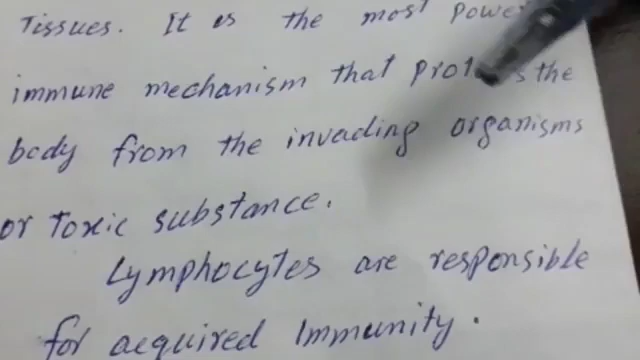 Tissues. It is the most
immune mechanism that the
body from the invading organisms
or Toxic substance.
Lymphocytes are responsible
for acquired Immunity.